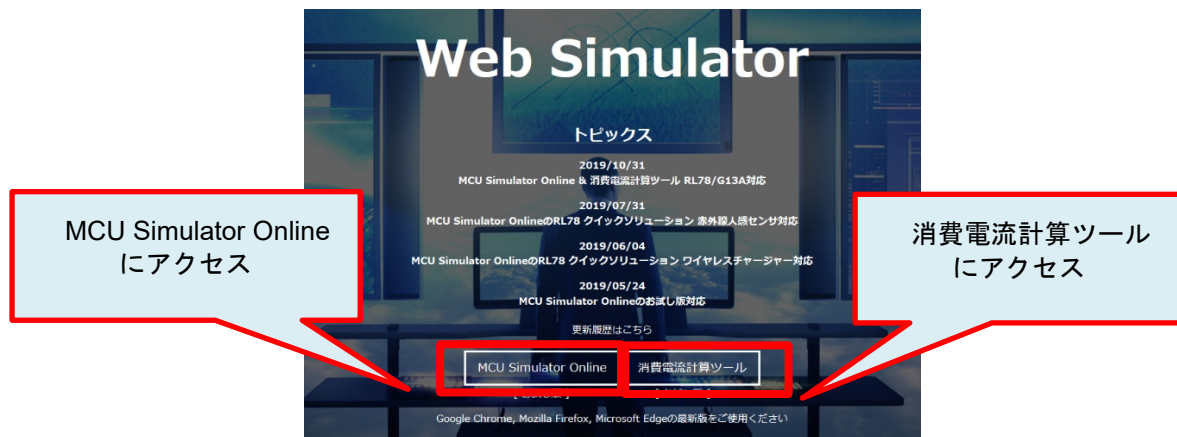 Web Simulator
トピックス
2019/10/31
MCU Simulator Online & 消費電流計算ツール RL78/G13A対応
2019/07/31
MCU Simulator OnlineのRL78 クイックソリューション 赤外線人感センサ対応
2019/06/04
MCU Simulator OnlineのRL78 クイックソリューション ワイヤレスチャージャー対応
2019/05/24
MCU Simulator Onlineのお試し版対応
更新履歴はこちら
MCU Simulator Online
消費電流計算ツール
Google Chrome, Mozilla Firefox, Microsoft Edgeの最新版をご使用ください
MCU Simulator Online
にアクセス
消費電流計算ツール
にアクセス